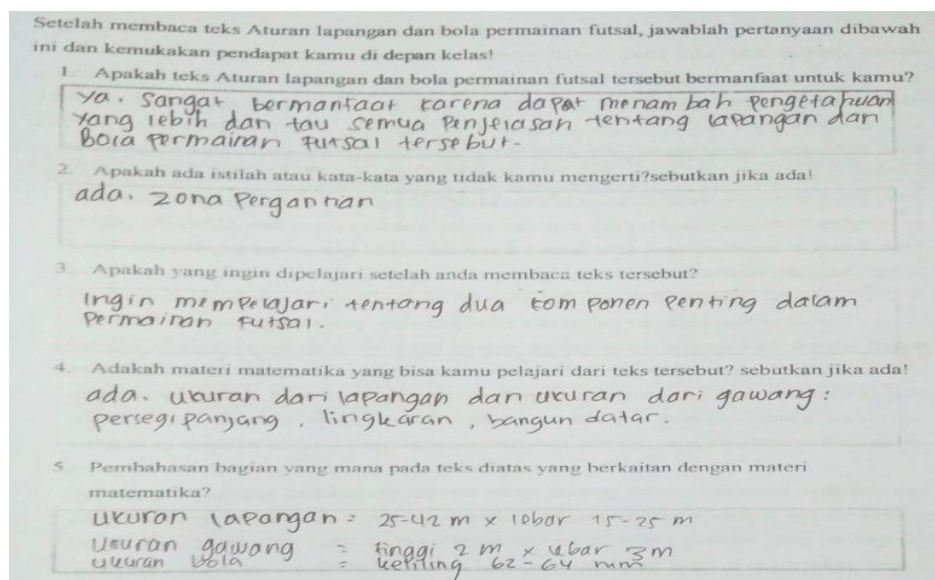 Setelah membaca teks Aturan lapangan dan bola permainan futsal, jawablah pertanyaan dibawah
ini dan kemukakan pendapat kamu di depan kelas!
1. Apakah teks Aturan lapangan dan bola permainan futsal tersebut bermanfaat untuk kamu?
ya. sangat bermanfaat karena dapat menambah pengetahuan
yang lebih dan tau semua penjelasan tentang lapangan dan
Bola permainan futsal tersebut.
2. Apakah ada istilah atau kata-kata yang tidak kamu mengerti?sebutkan jika ada!
ada. zona Pergantian
3. Apakah yang ingin dipelajari setelah anda membaca teks tersebut?
Ingin mempelajari tentang dua komponen penting dalam
permainan futsal.
4. Adakah materi matematika yang bisa kamu pelajari dari teks tersebut? sebutkan jika ada!
ada. ukuran dari lapangan dan ukuran dari gawang :
persegi panjang, lingkaran, bangun datar.
5. Pembahasan bagian yang mana pada teks diatas yang berkaitan dengan materi
matematika?
ukuran lapangan = 25-42 m x lebar 15-25 m
Ukuran gawang = tinggi 2 m x lebar 3m
ukuran bola = keliling 62-64 mm